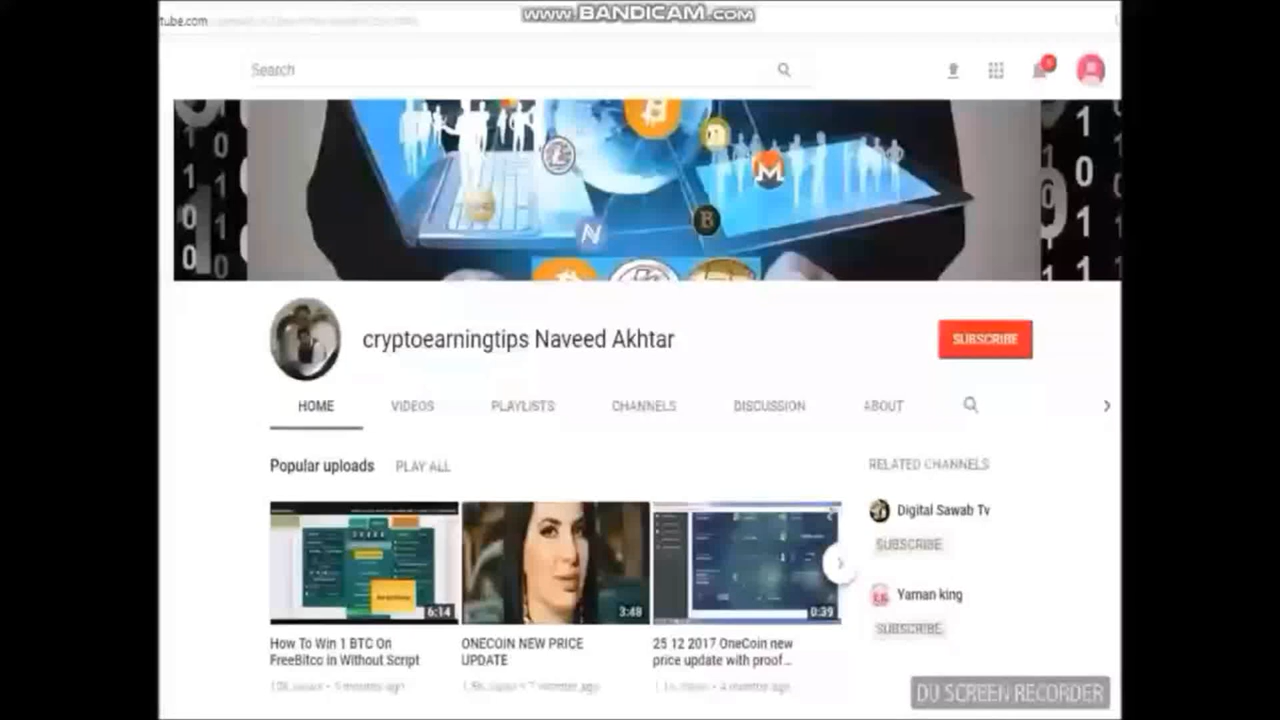 www.BANDICAM.com
tube.com
Search
cryptoearningtips Naveed Akhtar
SUBSCRIBE
HOME VIDEOS PLAYLISTS CHANNELS DISCUSSION ABOUT
Popular uploads PLAY ALL
6:14
3:48
0:39
How To Win 1 BTC On
FreeBitco in Without Script
ONECOIN NEW PRICE
UPDATE
25 12 2017 OneCoin new
price update with proof...
RELATED CHANNELS
Digital Sawab Tv
SUBSCRIBE
Yaman king
SUBSCRIBE
DU SCREEN RECORDER